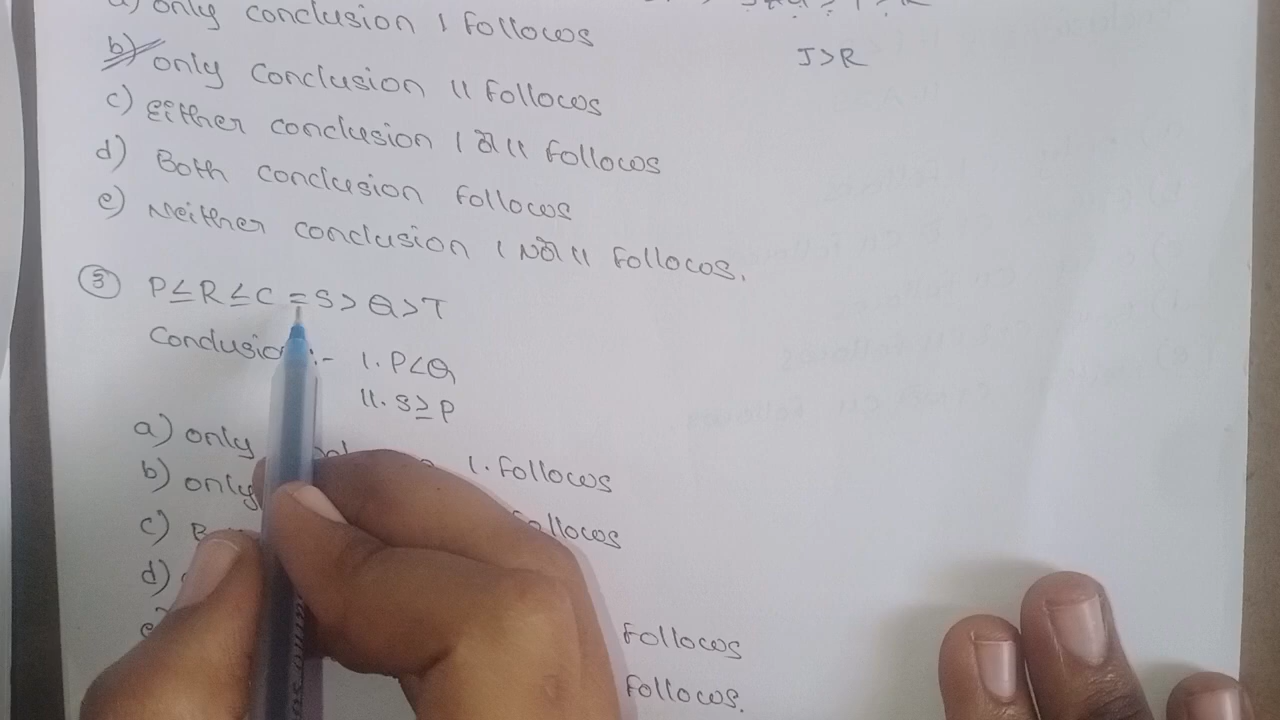 a) only conclusion I follows
J>R
b) only conclusion II follows
c) Either conclusion I or II follows
d) Both conclusion follows
e) Neither conclusion I nor II follows.
③ P≤R≤C=S>Q>T
Conclusion :- I. P<Q
II. S≥P
a) only I. follows
b) only follows
c)
d)
follows
follows.